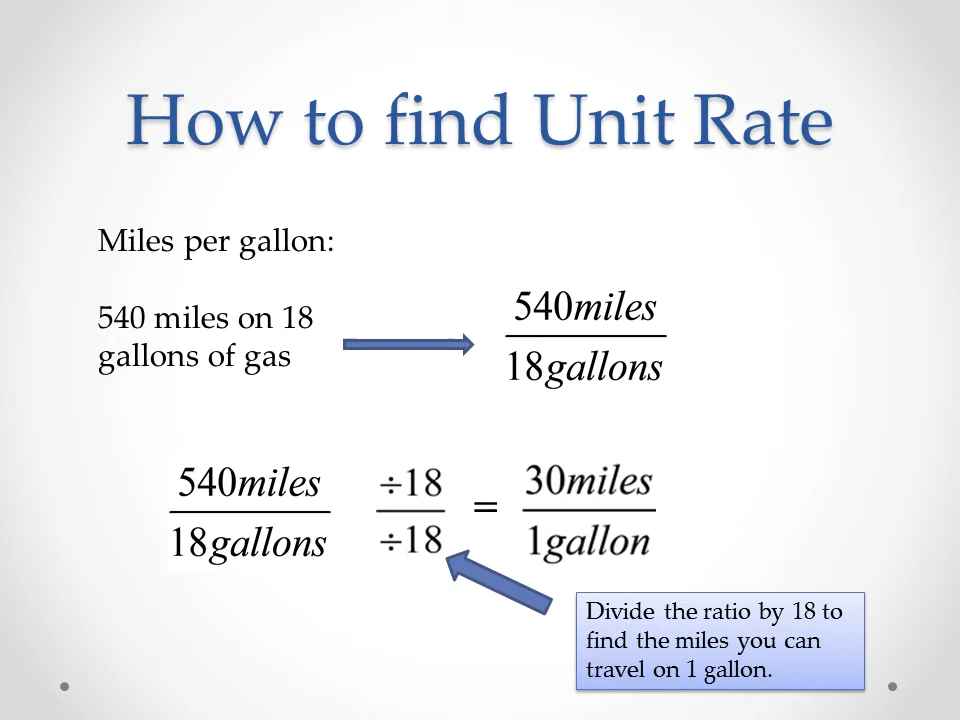 How to find Unit Rate
Miles per gallon:
540 miles on 18
gallons of gas
540miles
18gallons
540miles
18gallons
÷18
÷18
=
30miles
1gallon
Divide the ratio by 18 to
find the miles you can
travel on 1 gallon.